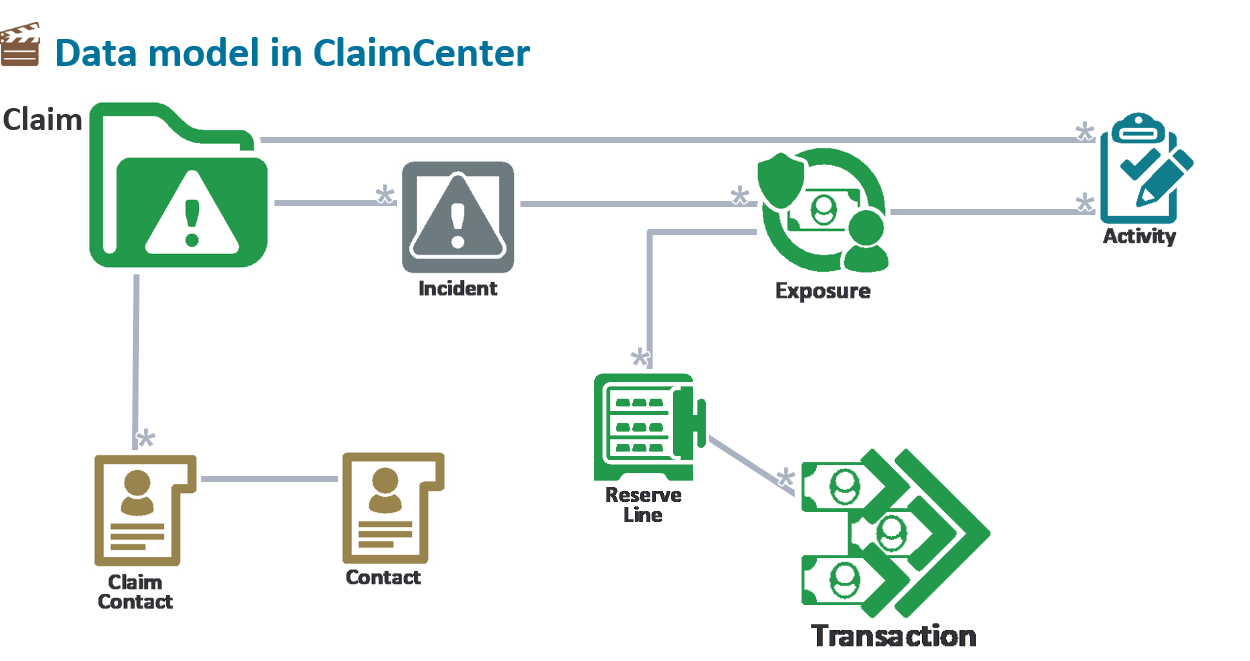 Data model in ClaimCenter
Claim
*
*
*
*
Activity
Incident
Exposure
*
*
Reserve
Line
*
Claim
Contact
Contact
Transaction